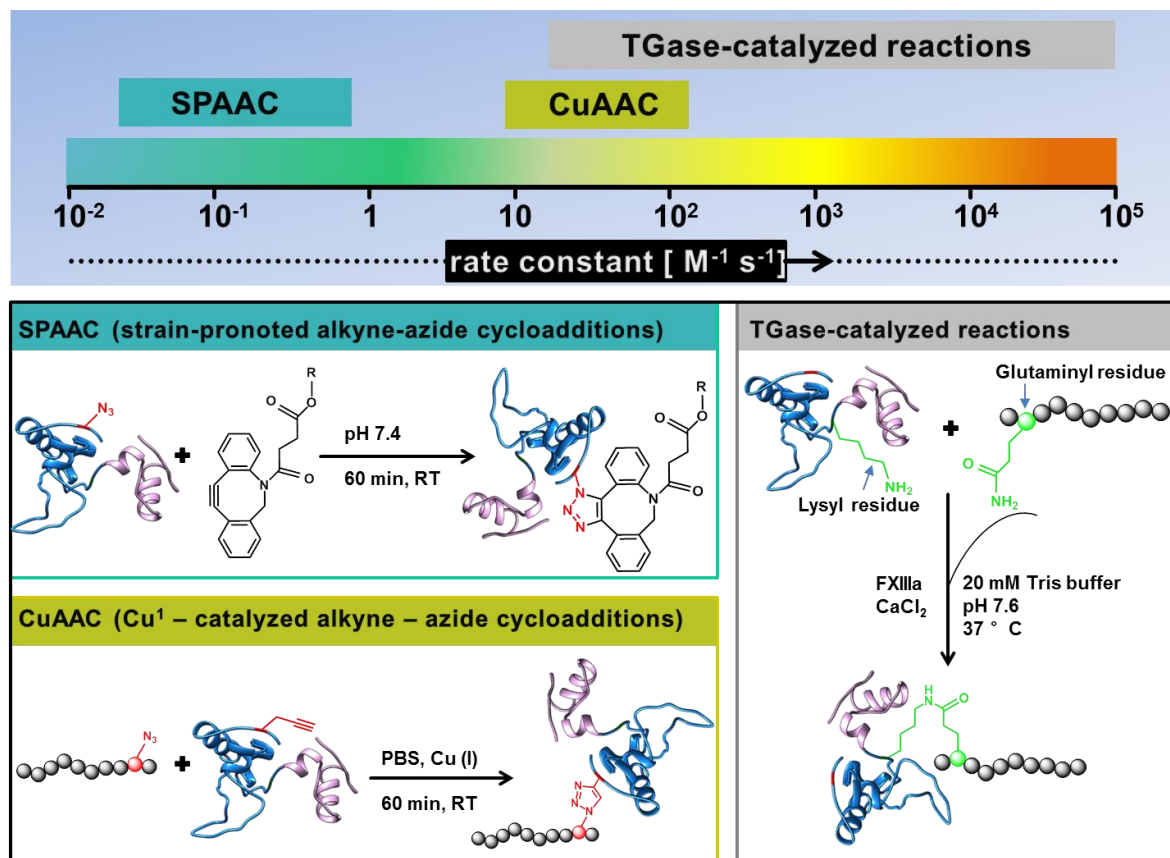 TGase-catalyzed reactions
SPAAC
CuAAC
10-2
10-1
1
10
10²
10³
10⁴
10⁵
rate constant [ M-1 s-1]
SPAAC (strain-pronoted alkyne-azide cycloadditions)
N3
+
N
O
O
R
pH 7.4
60 min, RT
R
O
O
N
O
N
N
N
CuAAC (Cu¹ – catalyzed alkyne – azide cycloadditions)
N3
+
PBS, Cu (I)
60 min, RT
N
N
N
TGase-catalyzed reactions
Glutaminyl residue
+
NH2
Lysyl residue
O
NH2
FXIIIa
CaCl2
20 mM Tris buffer
pH 7.6
37 ° C
H
N
O